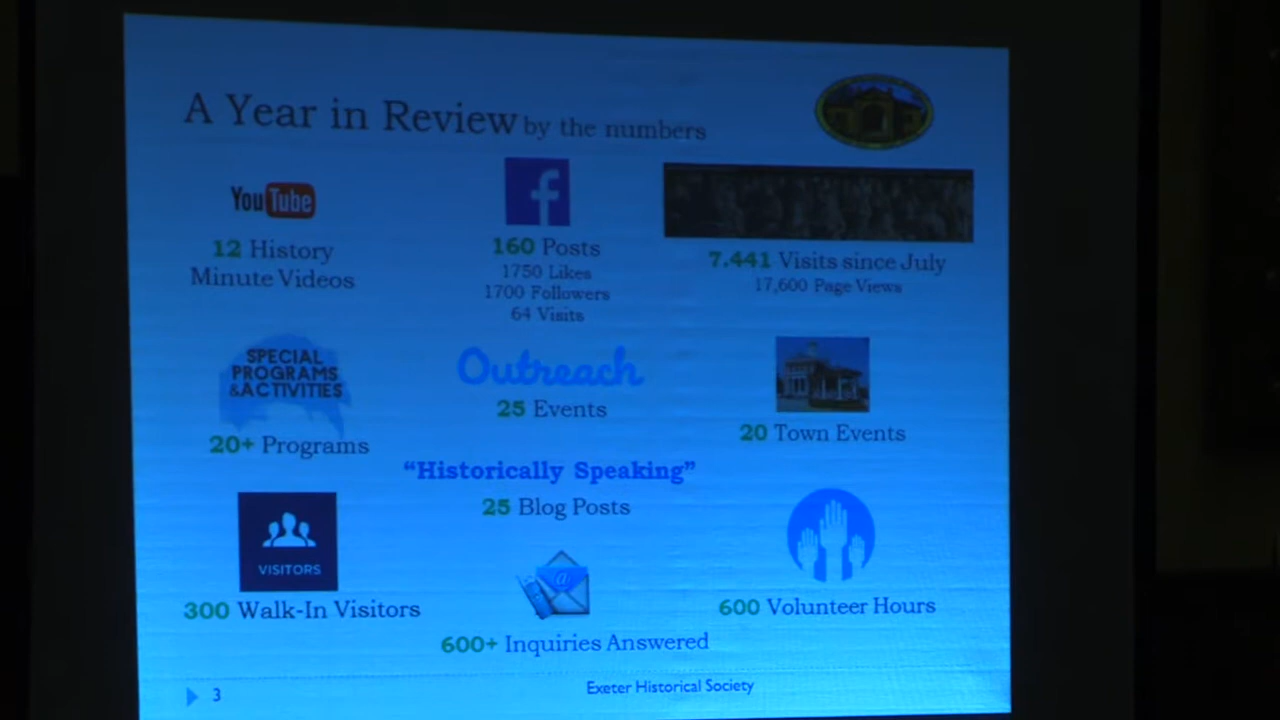 A Year in Review by the numbers
YouTube
12 History
Minute Videos
f
160 Posts
1750 Likes
1700 Followers
64 Visits
7.441 Visits since July
17,600 Page Views
SPECIAL
PROGRAMS
&ACTIVITIES
20+ Programs
Outreach
25 Events
20 Town Events
"Historically Speaking"
25 Blog Posts
VISITORS
300 Walk-In Visitors
@
600+ Inquiries Answered
600 Volunteer Hours
3
Exeter Historical Society